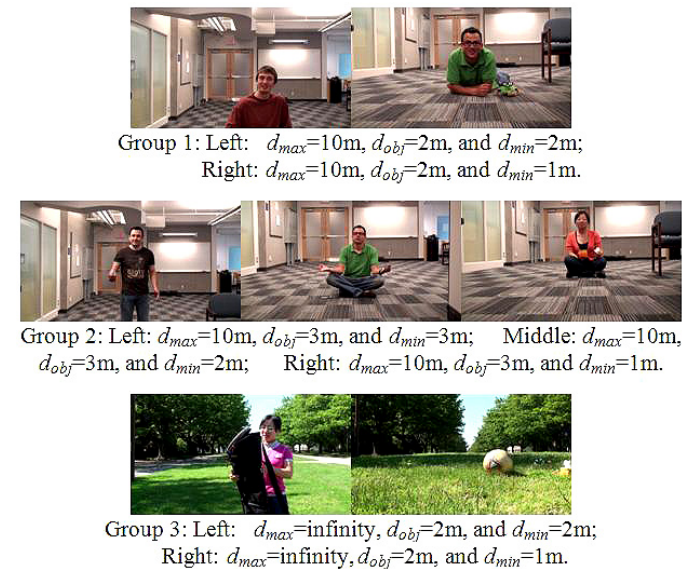 Group 1: Left: dmax=10m, dobj=2m, and dmin=2m;
Right: dmax=10m, dobj=2m, and dmin=1m.
Group 2: Left: dmax=10m, dobj=3m, and dmin=3m; Middle: dmax=10m,
dobj=3m, and dmin=2m; Right: dmax=10m, dobj=3m, and dmin=1m.
Group 3: Left: dmax=infinity, dobj=2m, and dmin=2m;
Right: dmax=infinity, dobj=2m, and dmin=1m.